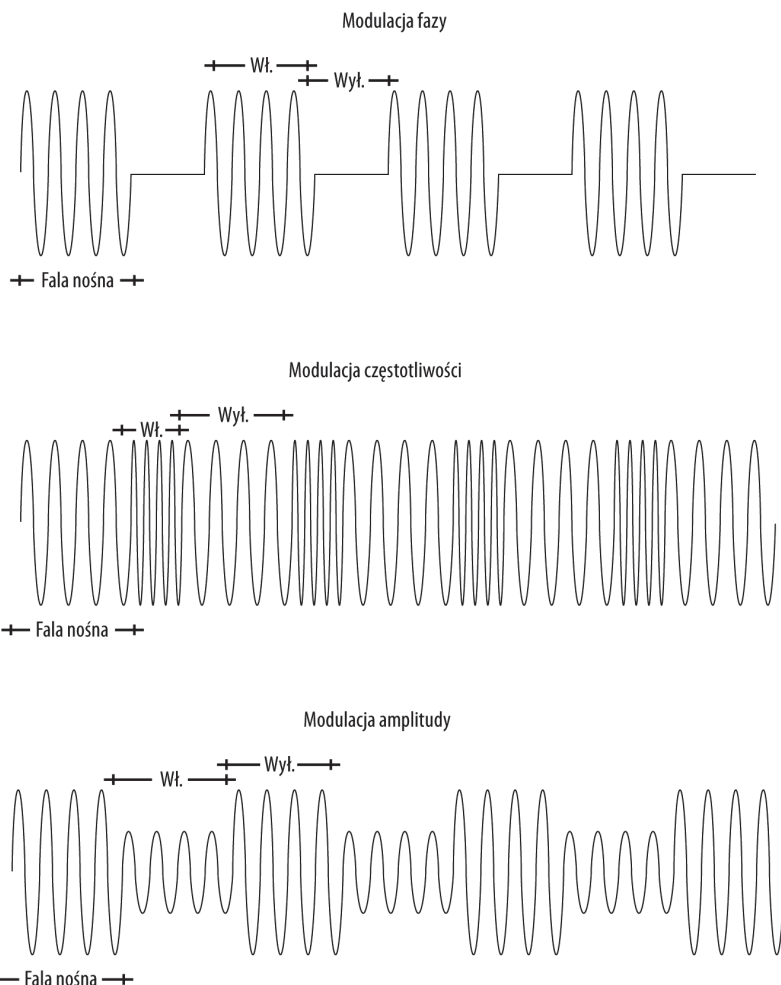 Modulacja fazy
Wł.
Wył.
Fala nośna
Modulacja częstotliwości
Wył.
Wł.
Fala nośna
Modulacja amplitudy
Wył.
Wł.
Fala nośna